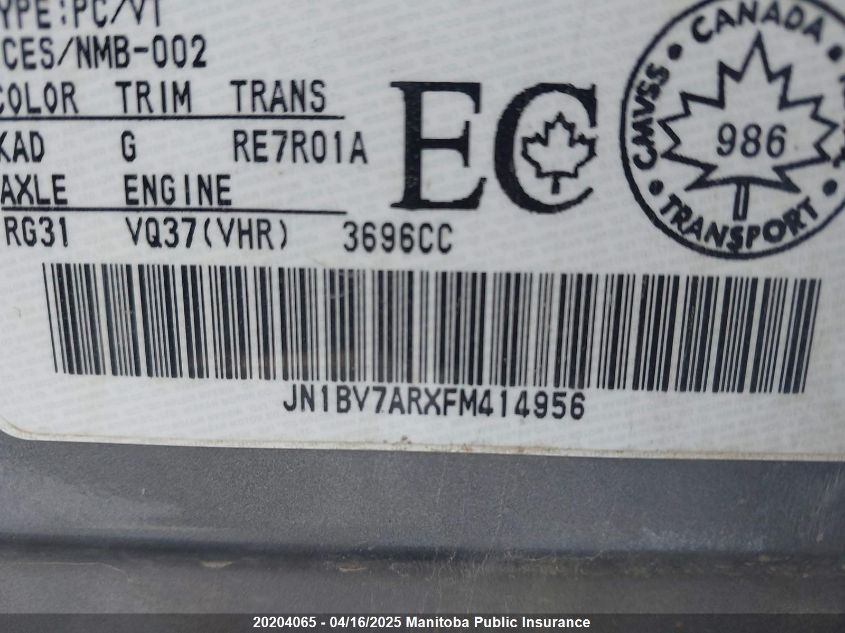 YPE:PC/VT
CES/NMB-002
COLOR TRIM TRANS
KAD G RE7R01A
AXLE ENGINE
RG31 VQ37(VHR) 3696CC
EC
CANADA
CMVSS
986
TRANSPORT
JN1BV7ARXFM414956
20204065 - 04/16/2025 Manitoba Public Insurance